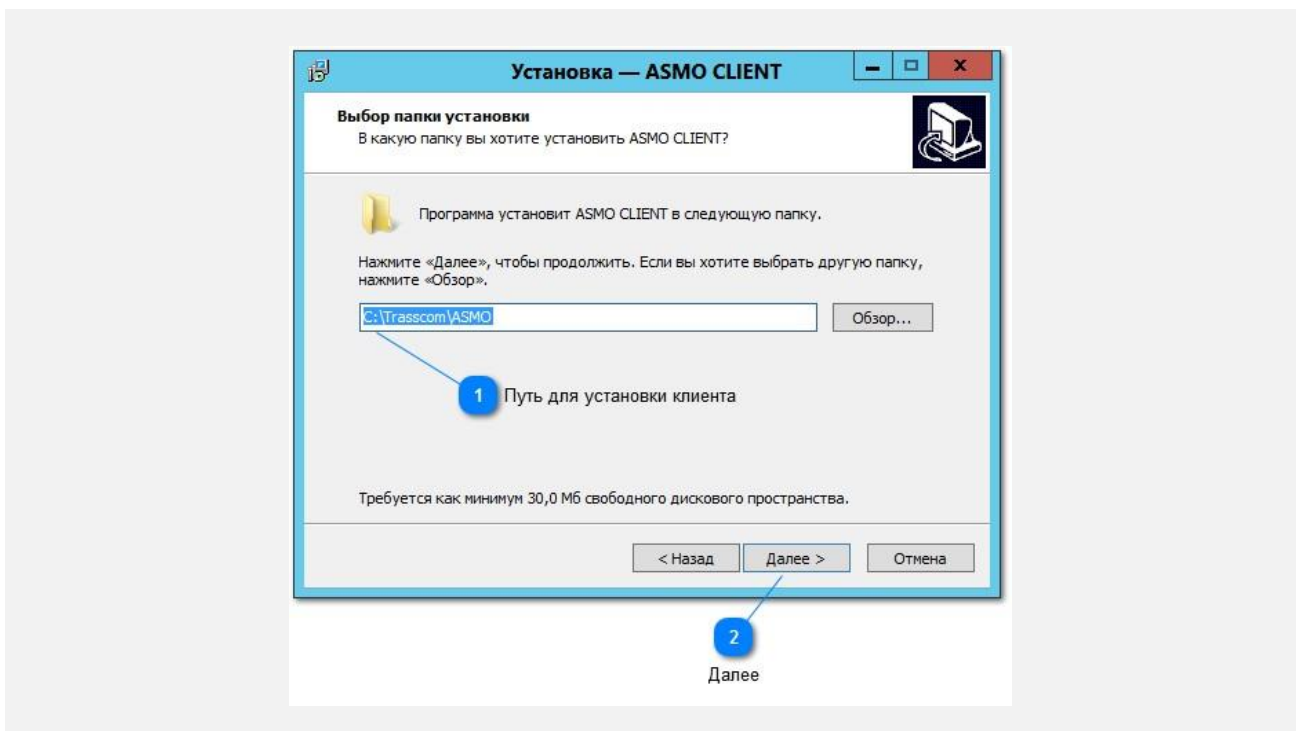 Установка — ASMO CLIENT
Выбор папки установки
В какую папку вы хотите установить ASMO CLIENT?
Программа установит ASMO CLIENT в следующую папку.
Нажмите «Далее», чтобы продолжить. Если вы хотите выбрать другую папку,
нажмите «Обзор».
C:\Trasscom\ASMO
Обзор...
1 Путь для установки клиента
Требуется как минимум 30,0 Мб свободного дискового пространства.
< Назад Далее > Отмена
2
Далее